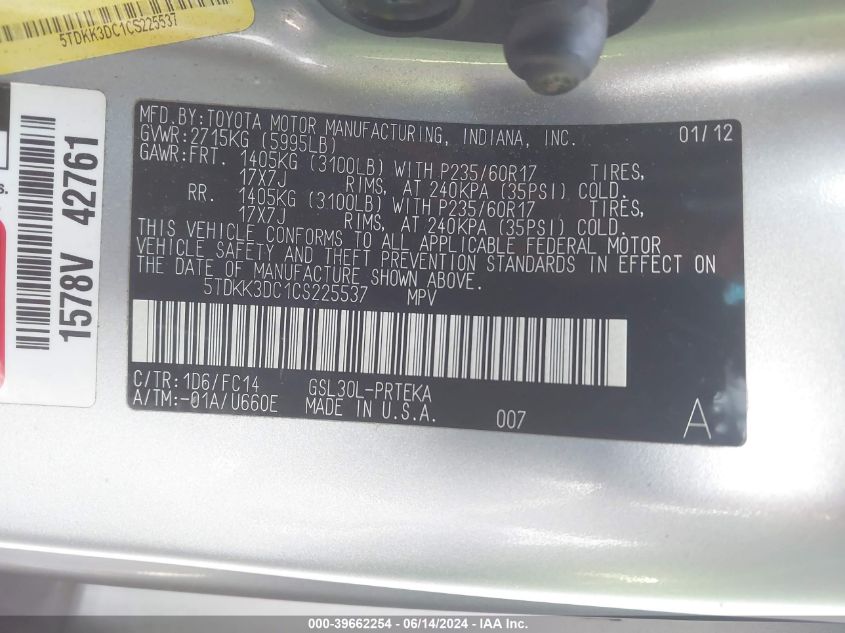 5TDKK3DC1CS225537
s.
1578V 42761
MFD.BY:TOYOTA MOTOR MANUFACTURING, INDIANA, INC. 01/12
GVWR:2715KG (5995LB)
GAWR:FRT. 1405KG (3100LB) WITH P235/60R17 TIRES,
17X7J RIMS, AT 240KPA (35PSI) COLD.
RR. 1405KG (3100LB) WITH P235/60R17 TIRES,
17X7J RIMS, AT 240KPA (35PSI) COLD.
THIS VEHICLE CONFORMS TO ALL APPLICABLE FEDERAL MOTOR
VEHICLE SAFETY AND THEFT PREVENTION STANDARDS IN EFFECT ON
THE DATE OF MANUFACTURE SHOWN ABOVE.
5TDKK3DC1CS225537 MPV
C/TR:1D6/FC14 GSL30L-PRTEKA
A/TM:-01A/U660E MADE IN U.S.A. 007 A
000-39662254 - 06/14/2024 - IAA Inc.